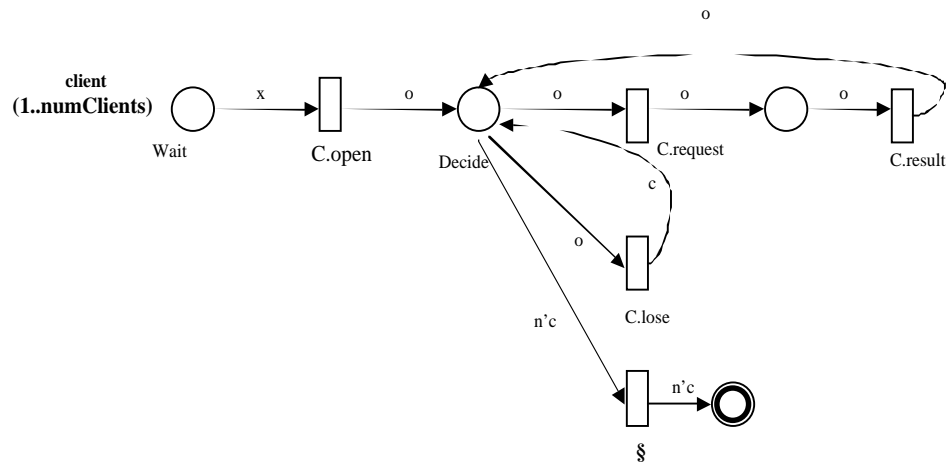 o
client
(1..numClients)
x
o
o
o
o
Wait
C.open
Decide
C.request
C.result
c
o
C.lose
n’c
n’c
§